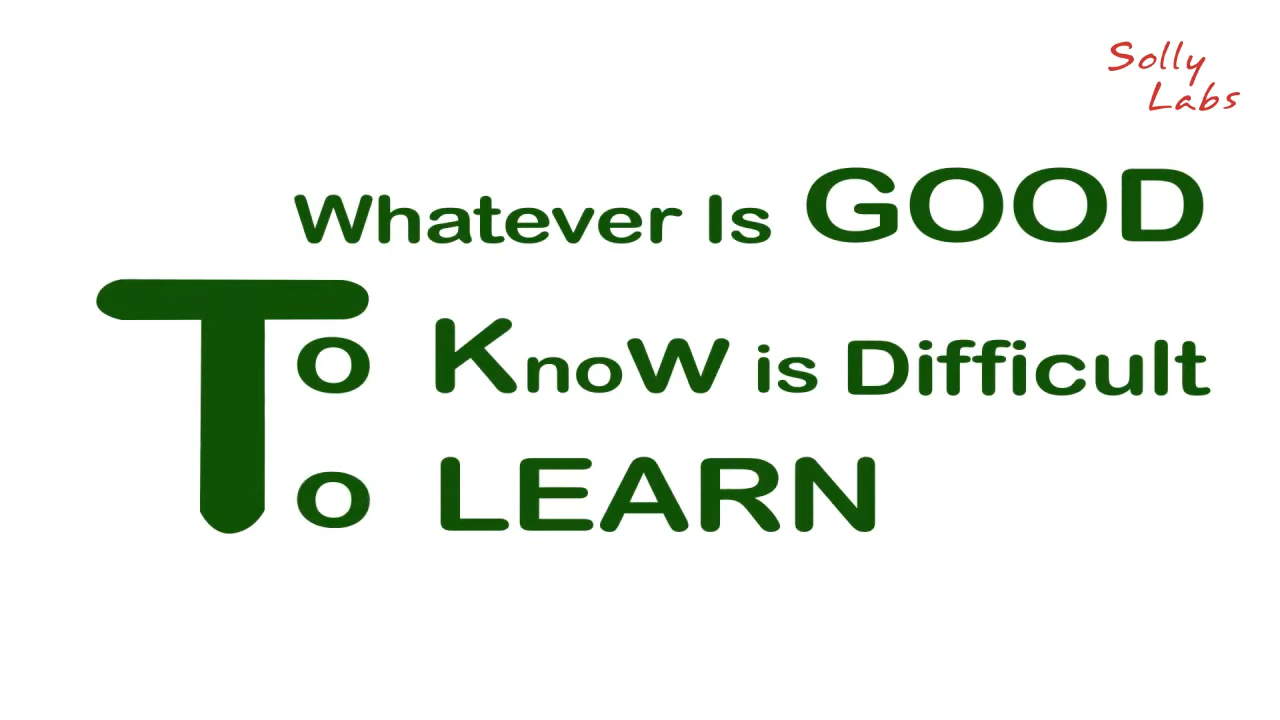 Solly
Labs
Whatever Is GOOD
To KnoW is Difficult
To LEARN